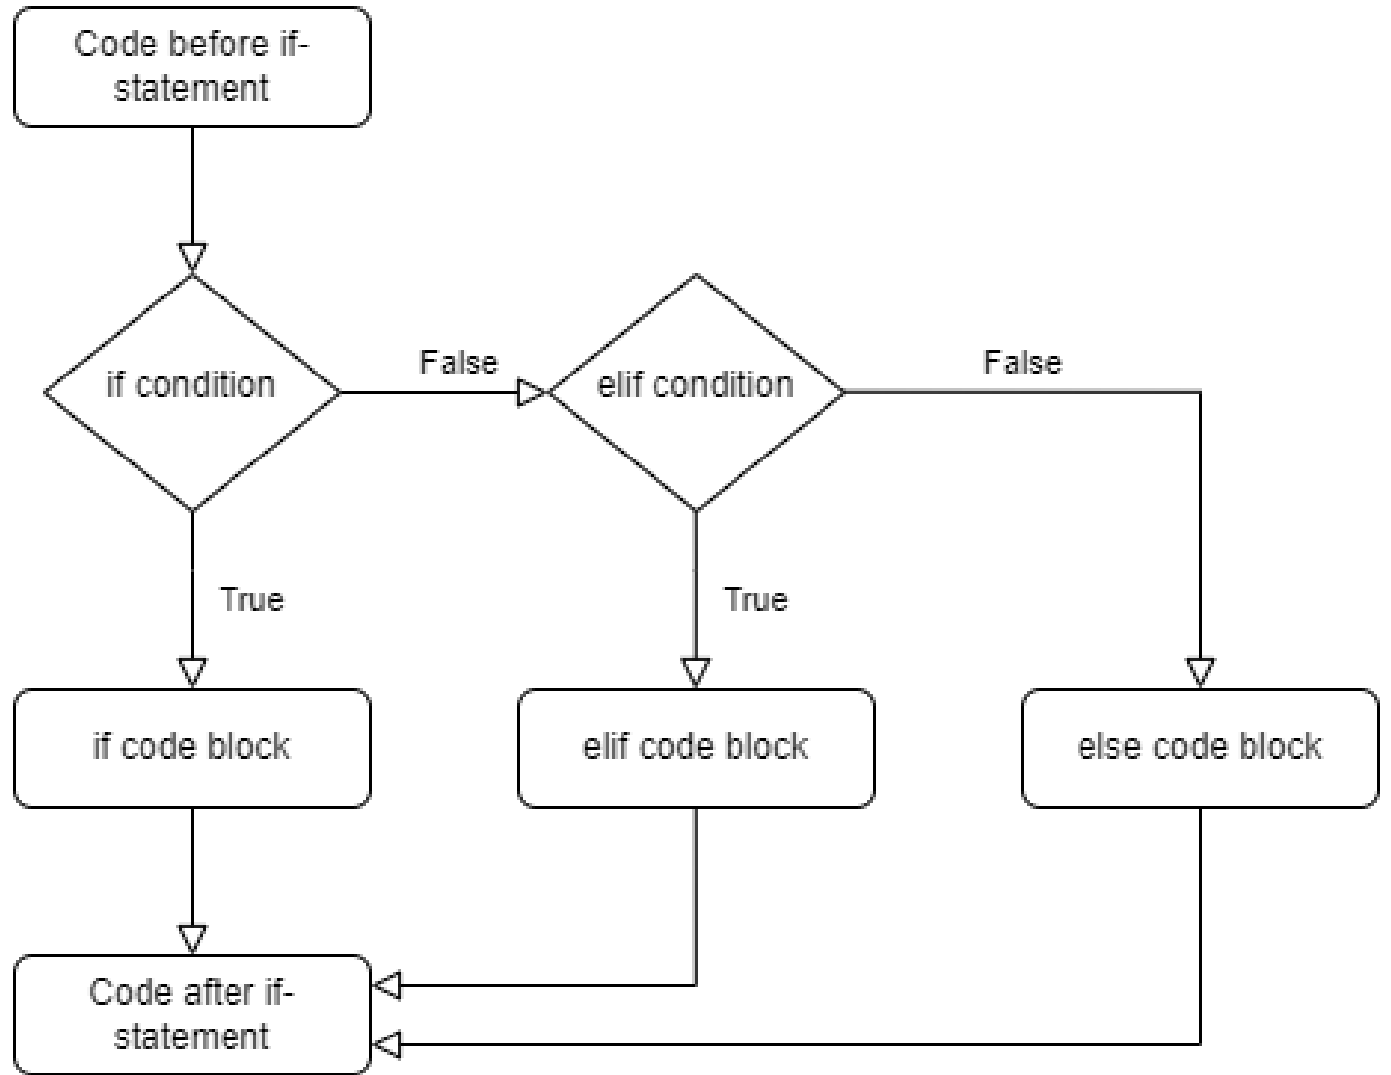 Code before if-
statement
if condition
False
elif condition
False
True
True
if code block
elif code block
else code block
Code after if-
statement